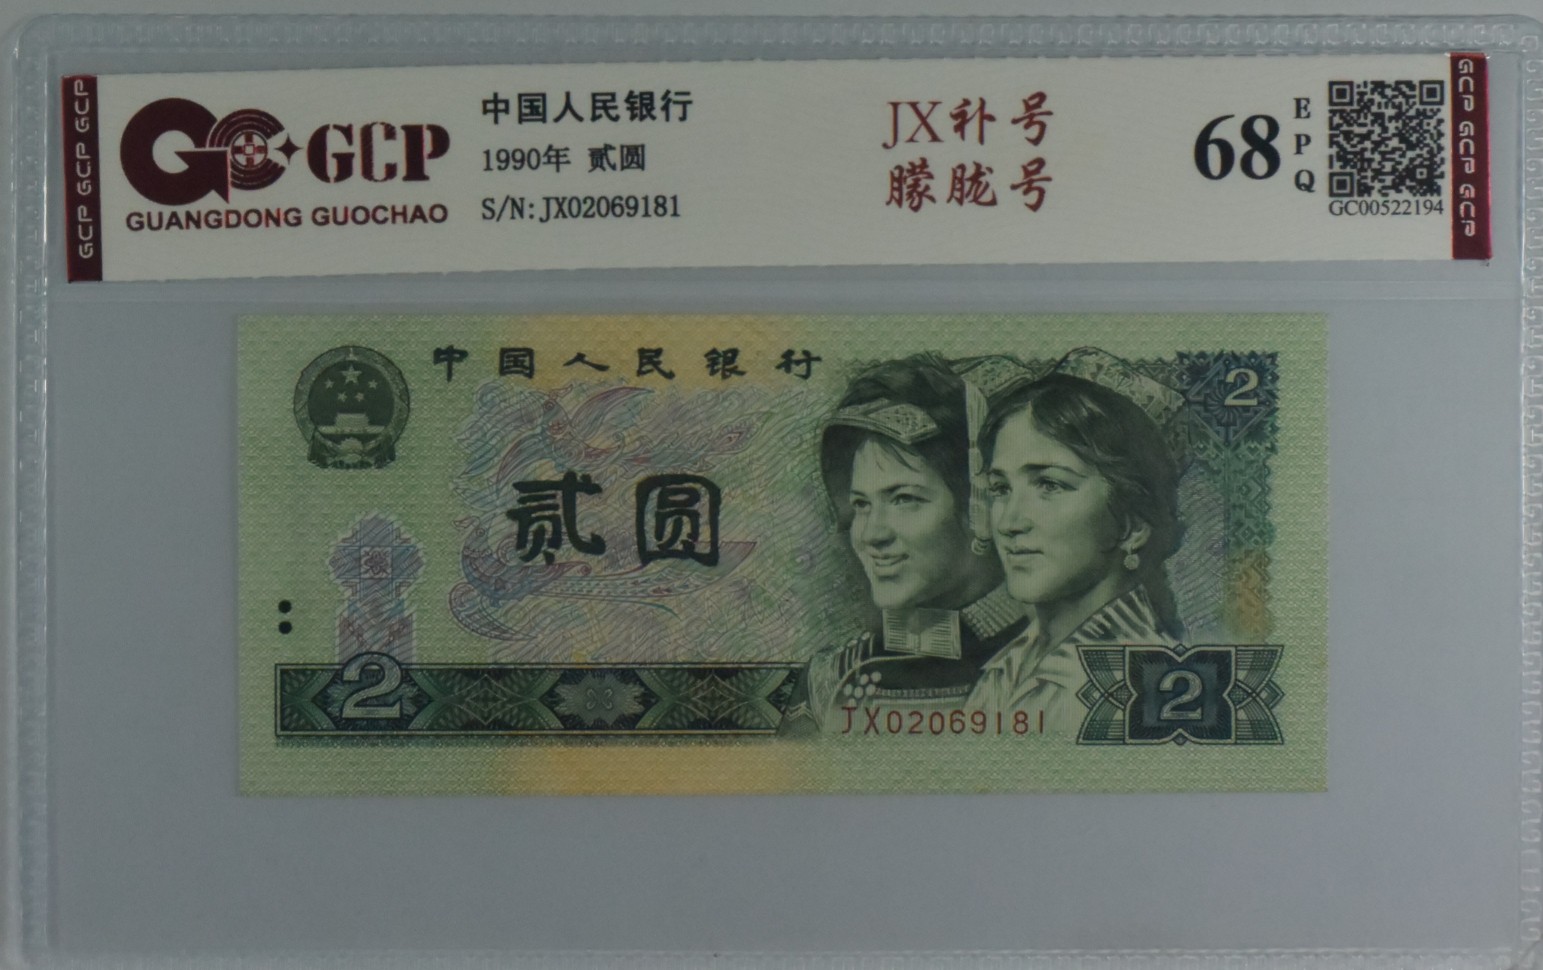 GCP
GUANGDONG GUOCHAO
中国人民银行
1990年 贰圆
S/N:JX02069181
JX补号
朦胧号
68
EPQ
GC00522194
GCP GCP GCP
GCP GCP GCP
中国人民银行
2
贰圆
2
JX02069181
2